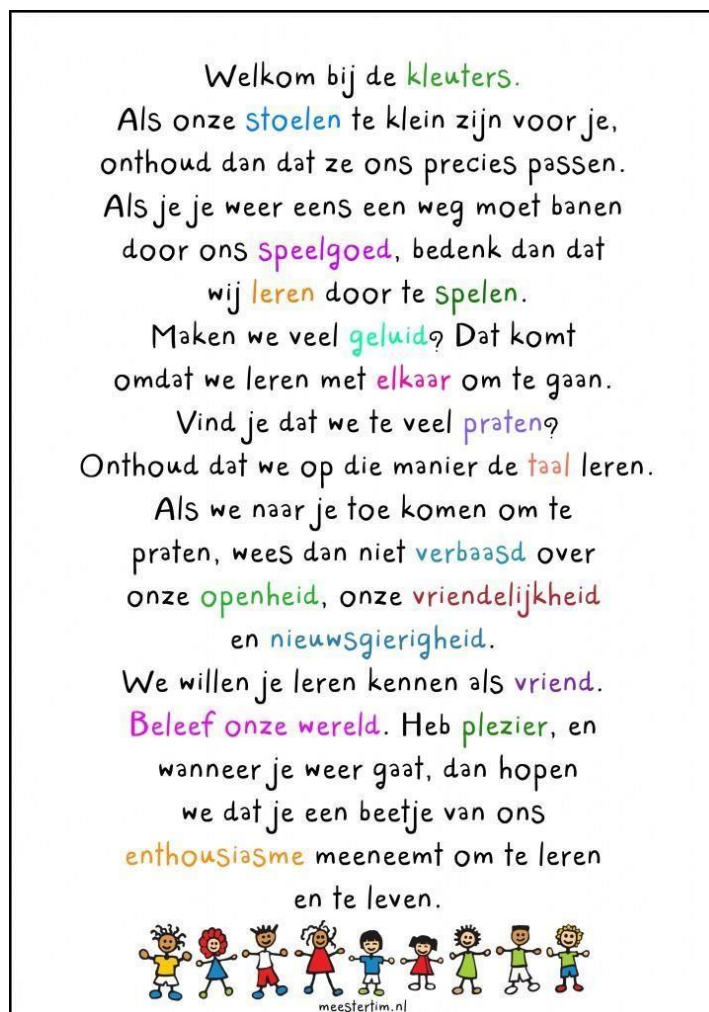 Welkom bij de kleuters.
Als onze stoelen te klein zijn voor je,
onthoud dan dat ze ons precies passen.
Als je je weer eens een weg moet banen
door ons speelgoed, bedenk dan dat
wij leren door te spelen.
Maken we veel geluid? Dat komt
omdat we leren met elkaar om te gaan.
Vind je dat we te veel praten?
Onthoud dat we op die manier de taal leren.
Als we naar je toe komen om te
praten, wees dan niet verbaasd over
onze openheid, onze vriendelijkheid
en nieuwsgierigheid.
We willen je leren kennen als vriend.
Beleef onze wereld. Heb plezier, en
wanneer je weer gaat, dan hopen
we dat je een beetje van ons
enthousiasme meeneemt om te leren
en te leven.
meestertim.nl